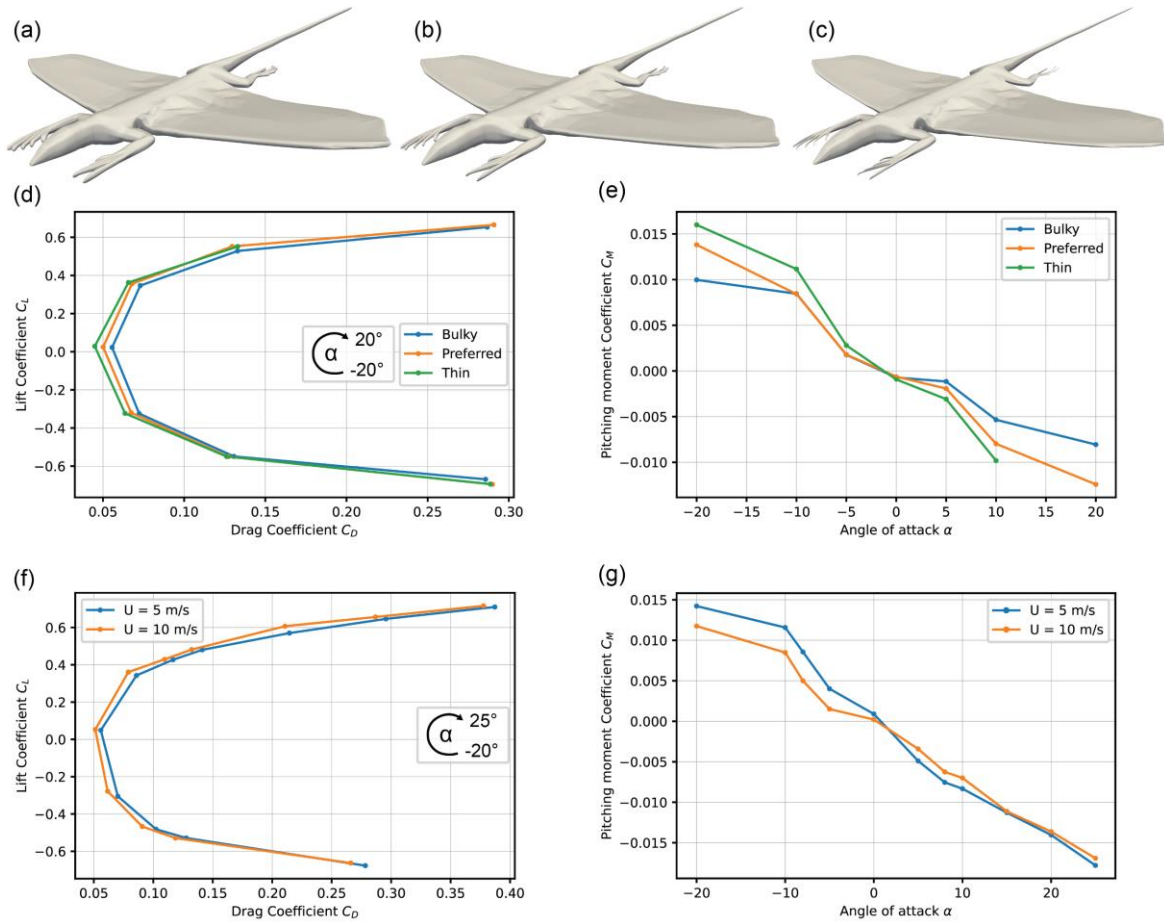 (a)
(b)
(c)
(d)
0.6
0.4
0.2
0.0
−0.2
−0.4
−0.6
Lift Coefficient C_L
α
20°
-20°
Bulky
Preferred
Thin
0.05
0.10
0.15
0.20
0.25
0.30
Drag Coefficient C_D
(e)
0.015
0.010
0.005
0.000
−0.005
−0.010
Pitching moment Coefficient C_M
Bulky
Preferred
Thin
−20
−15
−10
−5
0
5
10
15
20
Angle of attack α
(f)
U = 5 m/s
U = 10 m/s
0.6
0.4
0.2
0.0
−0.2
−0.4
−0.6
Lift Coefficient C_L
α
25°
-20°
0.05
0.10
0.15
0.20
0.25
0.30
0.35
0.40
Drag Coefficient C_D
(g)
0.015
0.010
0.005
0.000
−0.005
−0.010
−0.015
Pitching moment Coefficient C_M
U = 5 m/s
U = 10 m/s
−20
−10
0
10
20
Angle of attack α